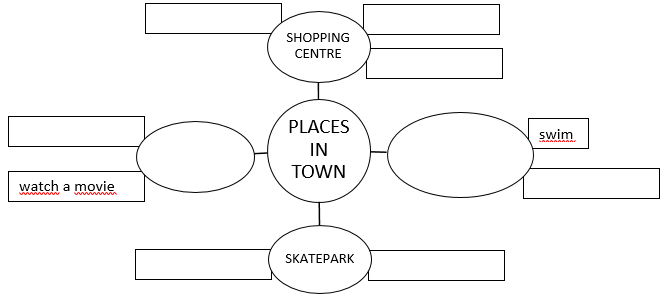 SHOPPING
CENTRE
PLACES
IN
TOWN
swim
watch a movie
SKATEPARK